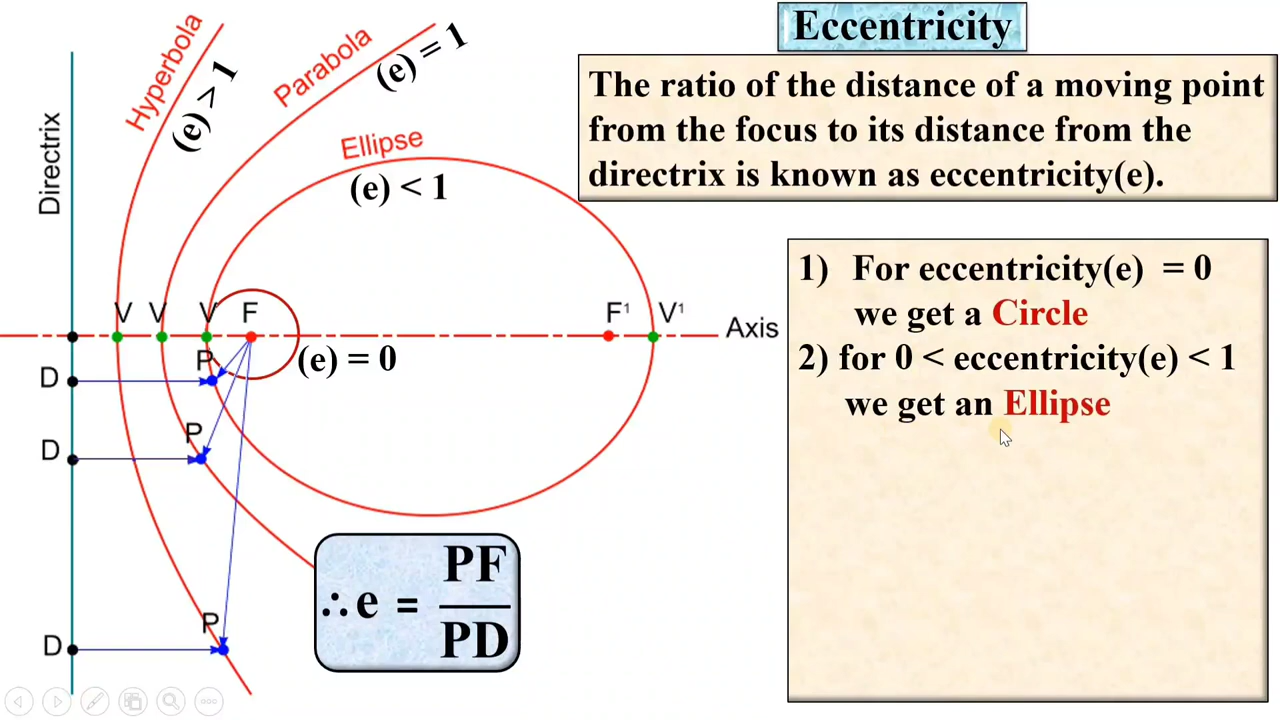 Eccentricity
The ratio of the distance of a moving point
from the focus to its distance from the
directrix is known as eccentricity(e).
Hyperbola
(e) > 1
Parabola
(e) = 1
Ellipse
(e) < 1
Directrix
V V V F F¹ V¹ Axis
(e) = 0
D P
D P
D P
∴ e = PF
PD
1) For eccentricity(e) = 0
we get a Circle
2) for 0 < eccentricity(e) < 1
we get an Ellipse